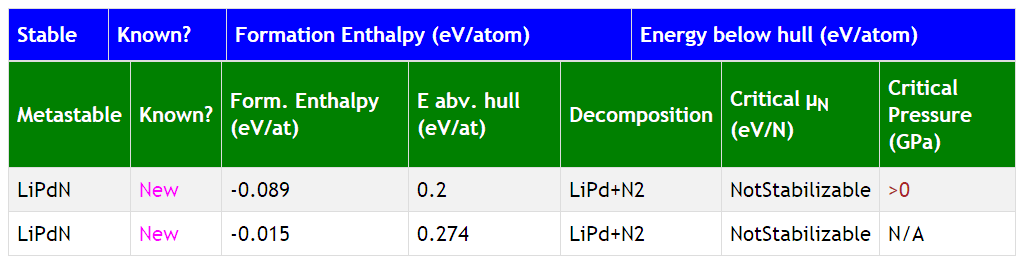 Stable Known? Formation Enthalpy (eV/atom) Energy below hull (eV/atom)
Metastable Known? Form. Enthalpy (eV/at) E abv. hull (eV/at) Decomposition Critical μN (eV/N) Critical Pressure (GPa)
LiPdN New -0.089 0.2 LiPd+N2 NotStabilizable >0
LiPdN New -0.015 0.274 LiPd+N2 NotStabilizable N/A